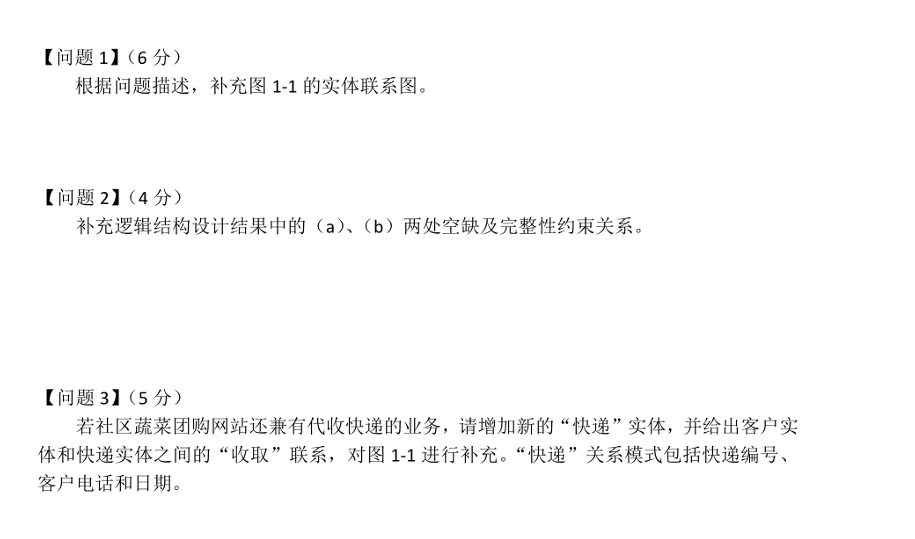 【问题 1】（6 分）
根据问题描述，补充图 1-1 的实体联系图。
【问题 2】（4 分）
补充逻辑结构设计结果中的（a）、（b）两处空缺及完整性约束关系。
【问题 3】（5 分）
若社区蔬菜团购网站还兼有代收快递的业务，请增加新的“快递”实体，并给出客户实
体和快递实体之间的“收取”联系，对图 1-1 进行补充。“快递”关系模式包括快递编号、
客户电话和日期。